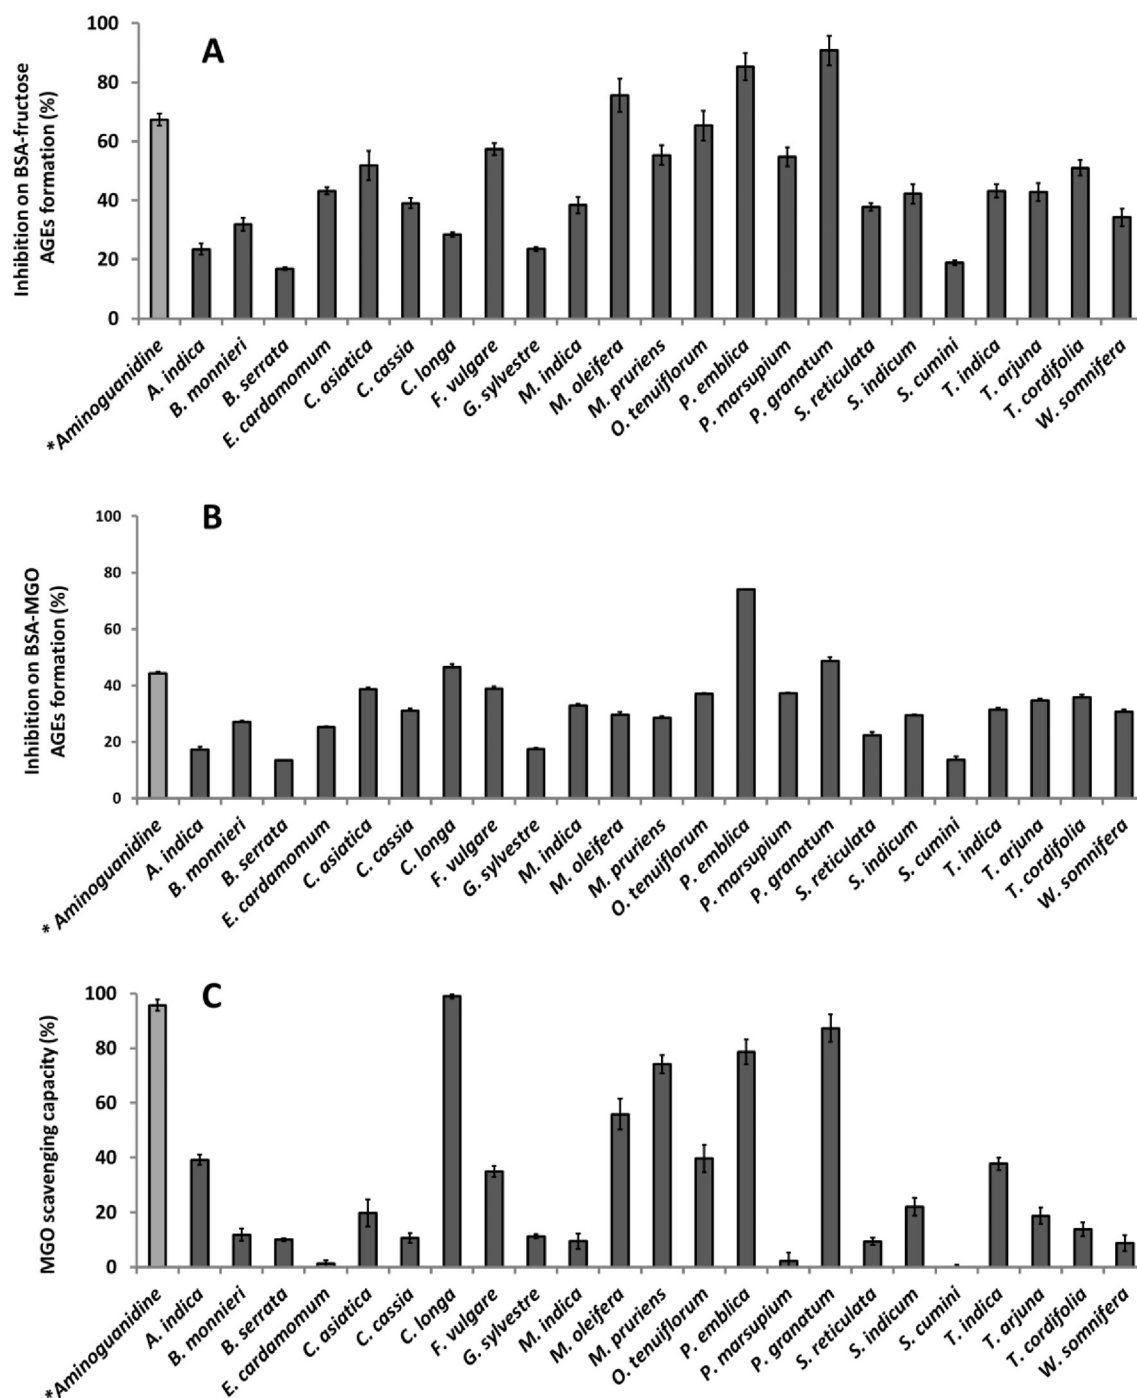 A
Inhibition on BSA-fructose
AGEs formation (%)
100
80
60
40
20
0
*Aminoguanidine
A. indica
B. monnieri
B. serrata
E. cardamomum
C. asiatica
C. cassia
C. longa
F. vulgare
G. sylvestre
M. indica
M. oleifera
M. pruriens
O. tenuiflorum
P. emblica
P. marsupium
P. granatum
S. reticulata
S. indicum
S. cumini
T. indica
T. arjuna
T. cordifolia
W. somnifera
B
Inhibition on BSA-MGO
AGEs formation (%)
100
80
60
40
20
0
* Aminoguanidine
A. indica
B. monnieri
B. serrata
E. cardamomum
C. asiatica
C. cassia
C. longa
F. vulgare
G. sylvestre
M. indica
M. oleifera
M. pruriens
O. tenuiflorum
P. emblica
P. marsupium
P. granatum
S. reticulata
S. indicum
S. cumini
T. indica
T. arjuna
T. cordifolia
W. somnifera
C
MGO scavenging capacity (%)
100
80
60
40
20
0
*Aminoguanidine
A. indica
B. monnieri
B. serrata
E. cardamomum
C. asiatica
C. cassia
C. longa
F. vulgare
G. sylvestre
M. indica
M. oleifera
M. pruriens
O. tenuiflorum
P. emblica
P. marsupium
P. granatum
S. reticulata
S. indicum
S. cumini
T. indica
T. arjuna
T. cordifolia
W. somnifera